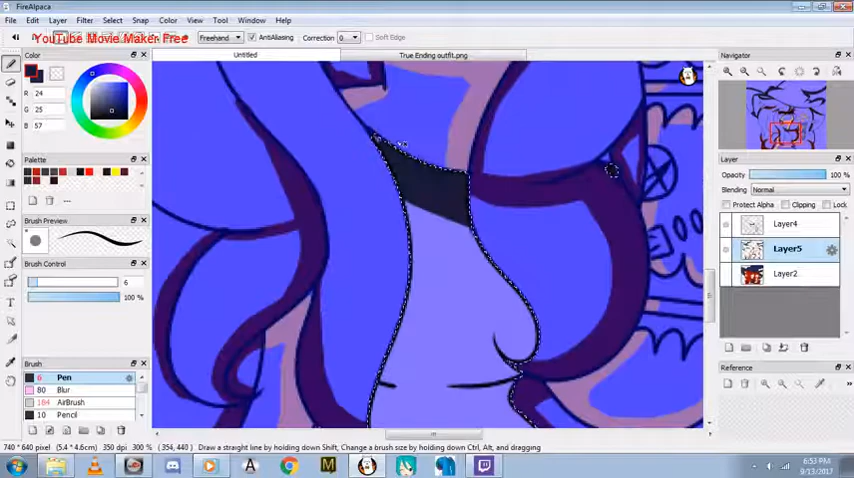 FireAlpaca
File Edit Layer Filters Select Snap Color View Tool Window Help
YouTube Movie Maker Free
Freehand AntiAliasing Correction 0 Soft Edge
Untitled True Ending outfit.png
Color
R 24
G 25
B 57
Palette
Brush Preview
Brush Control
6
100 %
Brush
6 Pen
80 Blur
104 AirBrush
10 Pencil
Navigator
Layer
Opacity 100 %
Blending Normal
Protect Alpha Clipping Lock
Layer4
Layer5
Layer2
Reference
740 * 640 pixel (5.4 * 4.6cm) 350 dpi 300 % (354, 440) Draw a straight line by holding down Shift, Change a brush size by holding down Ctrl, Alt, and dragging
6:53 PM
9/13/2017